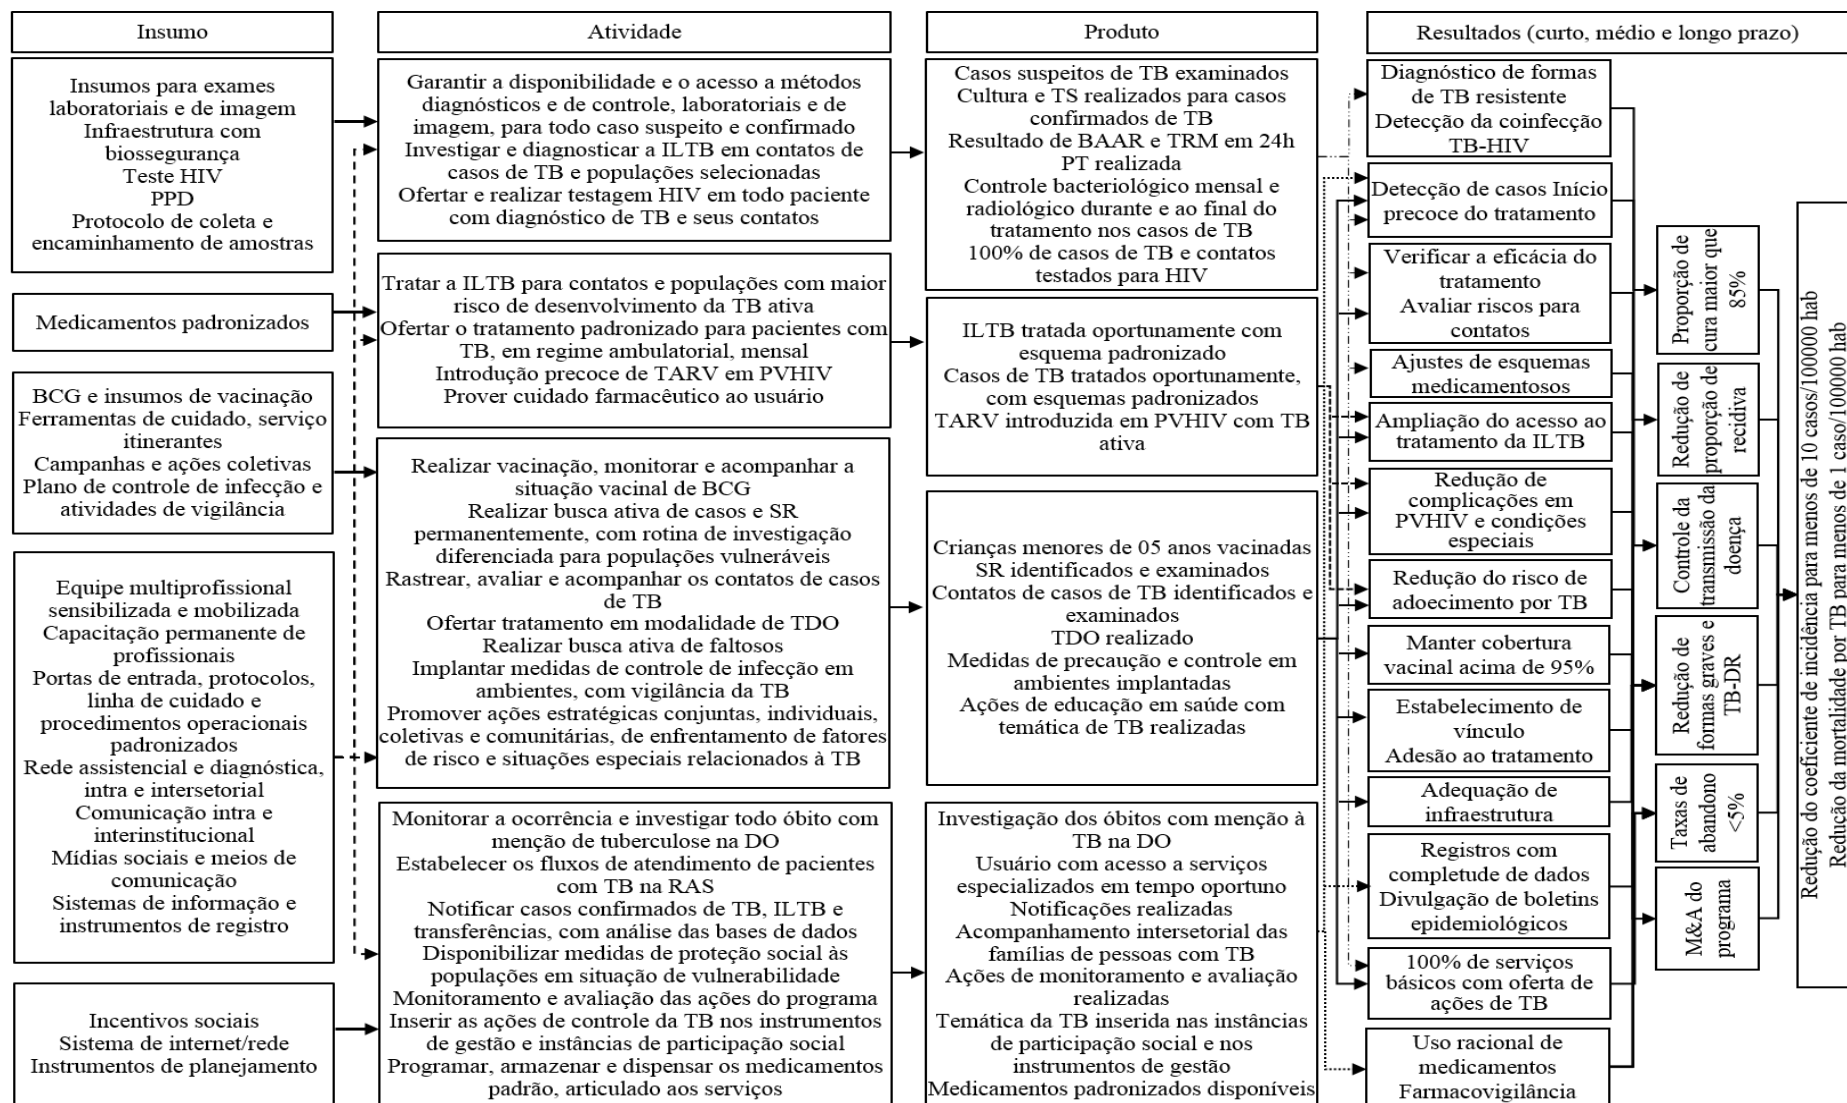 Insumo
Insumos para exames
laboratoriais e de imagem
Infraestrutura com
biossegurança
Teste HIV
PPD
Protocolo de coleta e
encaminhamento de amostras
Medicamentos padronizados
BCG e insumos de vacinação
Ferramentas de cuidado, serviço
itinerantes
Campanhas e ações coletivas
Plano de controle de infecção e
atividades de vigilância
Equipe multiprofissional
sensibilizada e mobilizada
Capacitação permanente de
profissionais
Portas de entrada, protocolos,
linha de cuidado e
procedimentos operacionais
padronizados
Rede assistencial e diagnóstica,
intra e intersetorial
Comunicação intra e
interinstitucional
Mídias sociais e meios de
comunicação
Sistemas de informação e
instrumentos de registro
Incentivos sociais
Sistema de internet/rede
Instrumentos de planejamento
Atividade
Garantir a disponibilidade e o acesso a métodos
diagnósticos e de controle, laboratoriais e de
imagem, para todo caso suspeito e confirmado
Investigar e diagnosticar a ILTB em contatos de
casos de TB e populações selecionadas
Ofertar e realizar testagem HIV em todo paciente
com diagnóstico de TB e seus contatos
Tratar a ILTB para contatos e populações com maior
risco de desenvolvimento da TB ativa
Ofertar o tratamento padronizado para pacientes com
TB, em regime ambulatorial, mensal
Introdução precoce de TARV em PVHIV
Prover cuidado farmacêutico ao usuário
Realizar vacinação, monitorar e acompanhar a
situação vacinal de BCG
Realizar busca ativa de casos e SR
permanentemente, com rotina de investigação
diferenciada para populações vulneráveis
Rastrear, avaliar e acompanhar os contatos de casos
de TB
Ofertar tratamento em modalidade de TDO
Realizar busca ativa de faltosos
Implantar medidas de controle de infecção em
ambientes, com vigilância da TB
Promover ações estratégicas conjuntas, individuais,
coletivas e comunitárias, de enfrentamento de fatores
de risco e situações especiais relacionados à TB
Monitorar a ocorrência e investigar todo óbito com
menção de tuberculose na DO
Estabelecer os fluxos de atendimento de pacientes
com TB na RAS
Notificar casos confirmados de TB, ILTB e
transferências, com análise das bases de dados
Disponibilizar medidas de proteção social às
populações em situação de vulnerabilidade
Monitoramento e avaliação das ações do programa
Inserir as ações de controle da TB nos instrumentos
de gestão e instâncias de participação social
Programar, armazenar e dispensar os medicamentos
padrão, articulado aos serviços
Produto
Casos suspeitos de TB examinados
Cultura e TS realizados para casos
confirmados de TB
Resultado de BAAR e TRM em 24h
PT realizada
Controle bacteriológico mensal e
radiológico durante e ao final do
tratamento nos casos de TB
100% de casos de TB e contatos
testados para HIV
ILTB tratada oportunamente com
esquema padronizado
Casos de TB tratados oportunamente,
com esquemas padronizados
TARV introduzida em PVHIV com TB
ativa
Crianças menores de 05 anos vacinadas
SR identificados e examinados
Contatos de casos de TB identificados e
examinados
TDO realizado
Medidas de precaução e controle em
ambientes implantadas
Ações de educação em saúde com
temática de TB realizadas
Investigação dos óbitos com menção à
TB na DO
Usuário com acesso a serviços
especializados em tempo oportuno
Notificações realizadas
Acompanhamento intersetorial das
famílias de pessoas com TB
Ações de monitoramento e avaliação
realizadas
Temática da TB inserida nas instâncias
de participação social e nos
instrumentos de gestão
Medicamentos padronizados disponíveis
Resultados (curto, médio e longo prazo)
Diagnóstico de formas
de TB resistente
Detecção da coinfecção
TB-HIV
Detecção de casos Início
precoce do tratamento
Verificar a eficácia do
tratamento
Avaliar riscos para
contatos
Ajustes de esquemas
medicamentosos
Ampliação do acesso ao
tratamento da ILTB
Redução de
complicações em
PVHIV e condições
especiais
Redução do risco de
adoecimento por TB
Manter cobertura
vacinal acima de 95%
Estabelecimento de
vínculo
Adesão ao tratamento
Adequação de
infraestrutura
Registros com
completude de dados
Divulgação de boletins
epidemiológicos
100% de serviços
básicos com oferta de
ações de TB
Uso racional de
medicamentos
Farmacovigilância
Proporção de
cura maior que
85%
Redução de
proporção de
recidiva
Controle da
transmissão da
doença
Redução de
formas graves e
TB-DR
Taxas de
abandono
<5%
M&A do
programa
Redução do coeficiente de incidência para menos de 10 casos/100000 hab
Redução da mortalidade por TB para menos de 1 caso/100000 hab